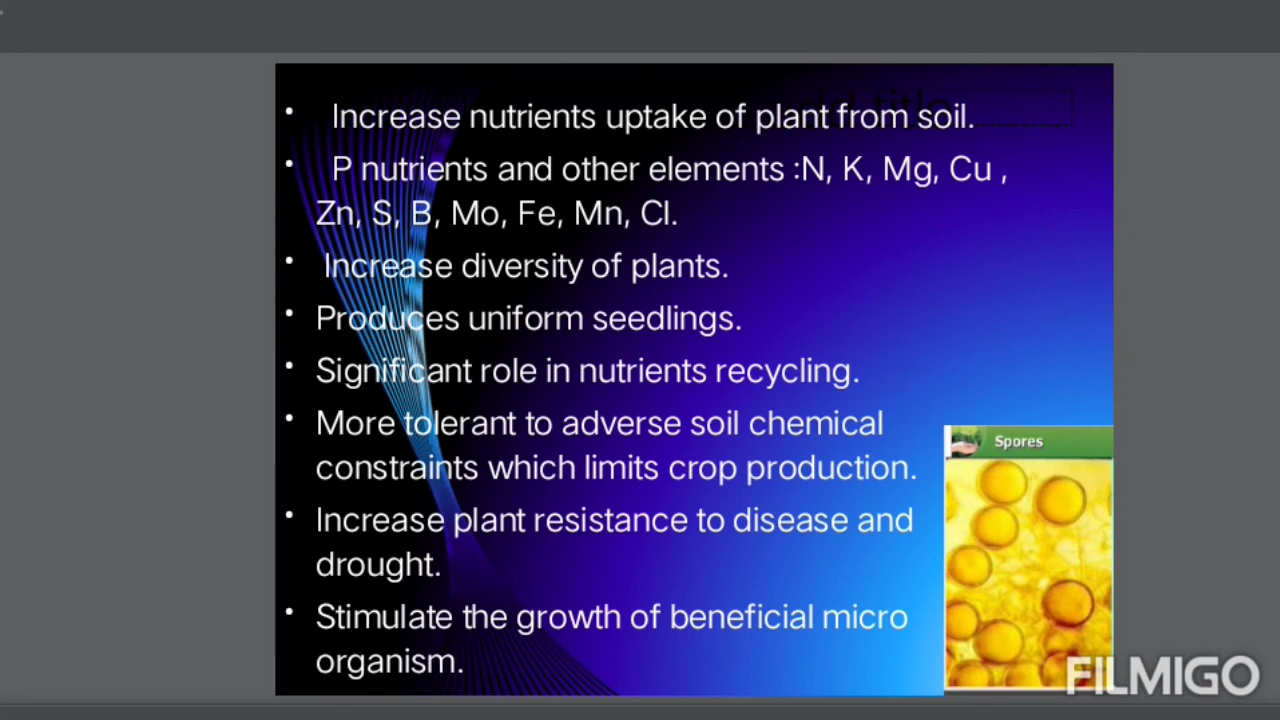 • Increase nutrients uptake of plant from soil.
• P nutrients and other elements :N, K, Mg, Cu ,
Zn, S, B, Mo, Fe, Mn, Cl.
• Increase diversity of plants.
• Produces uniform seedlings.
• Significant role in nutrients recycling.
• More tolerant to adverse soil chemical
constraints which limits crop production.
• Increase plant resistance to disease and
drought.
• Stimulate the growth of beneficial micro
organism.
Spores
FILMIGO